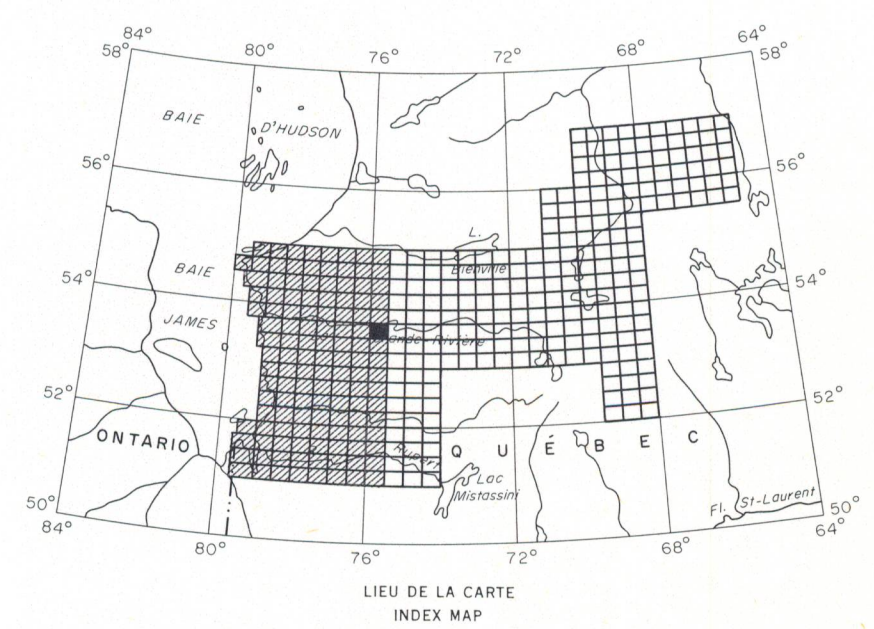 84°
58°
80°
76°
72°
68°
64°
58°
BAIE
D'HUDSON
56°
56°
L.
Bienville
BAIE
54°
54°
JAMES
Grande-Rivière
52°
52°
ONTARIO
QUÉBEC
Rupert
Lac
Mistassini
Fl. St-Laurent
50°
84°
50°
64°
80°
76°
72°
68°
LIEU DE LA CARTE
INDEX MAP